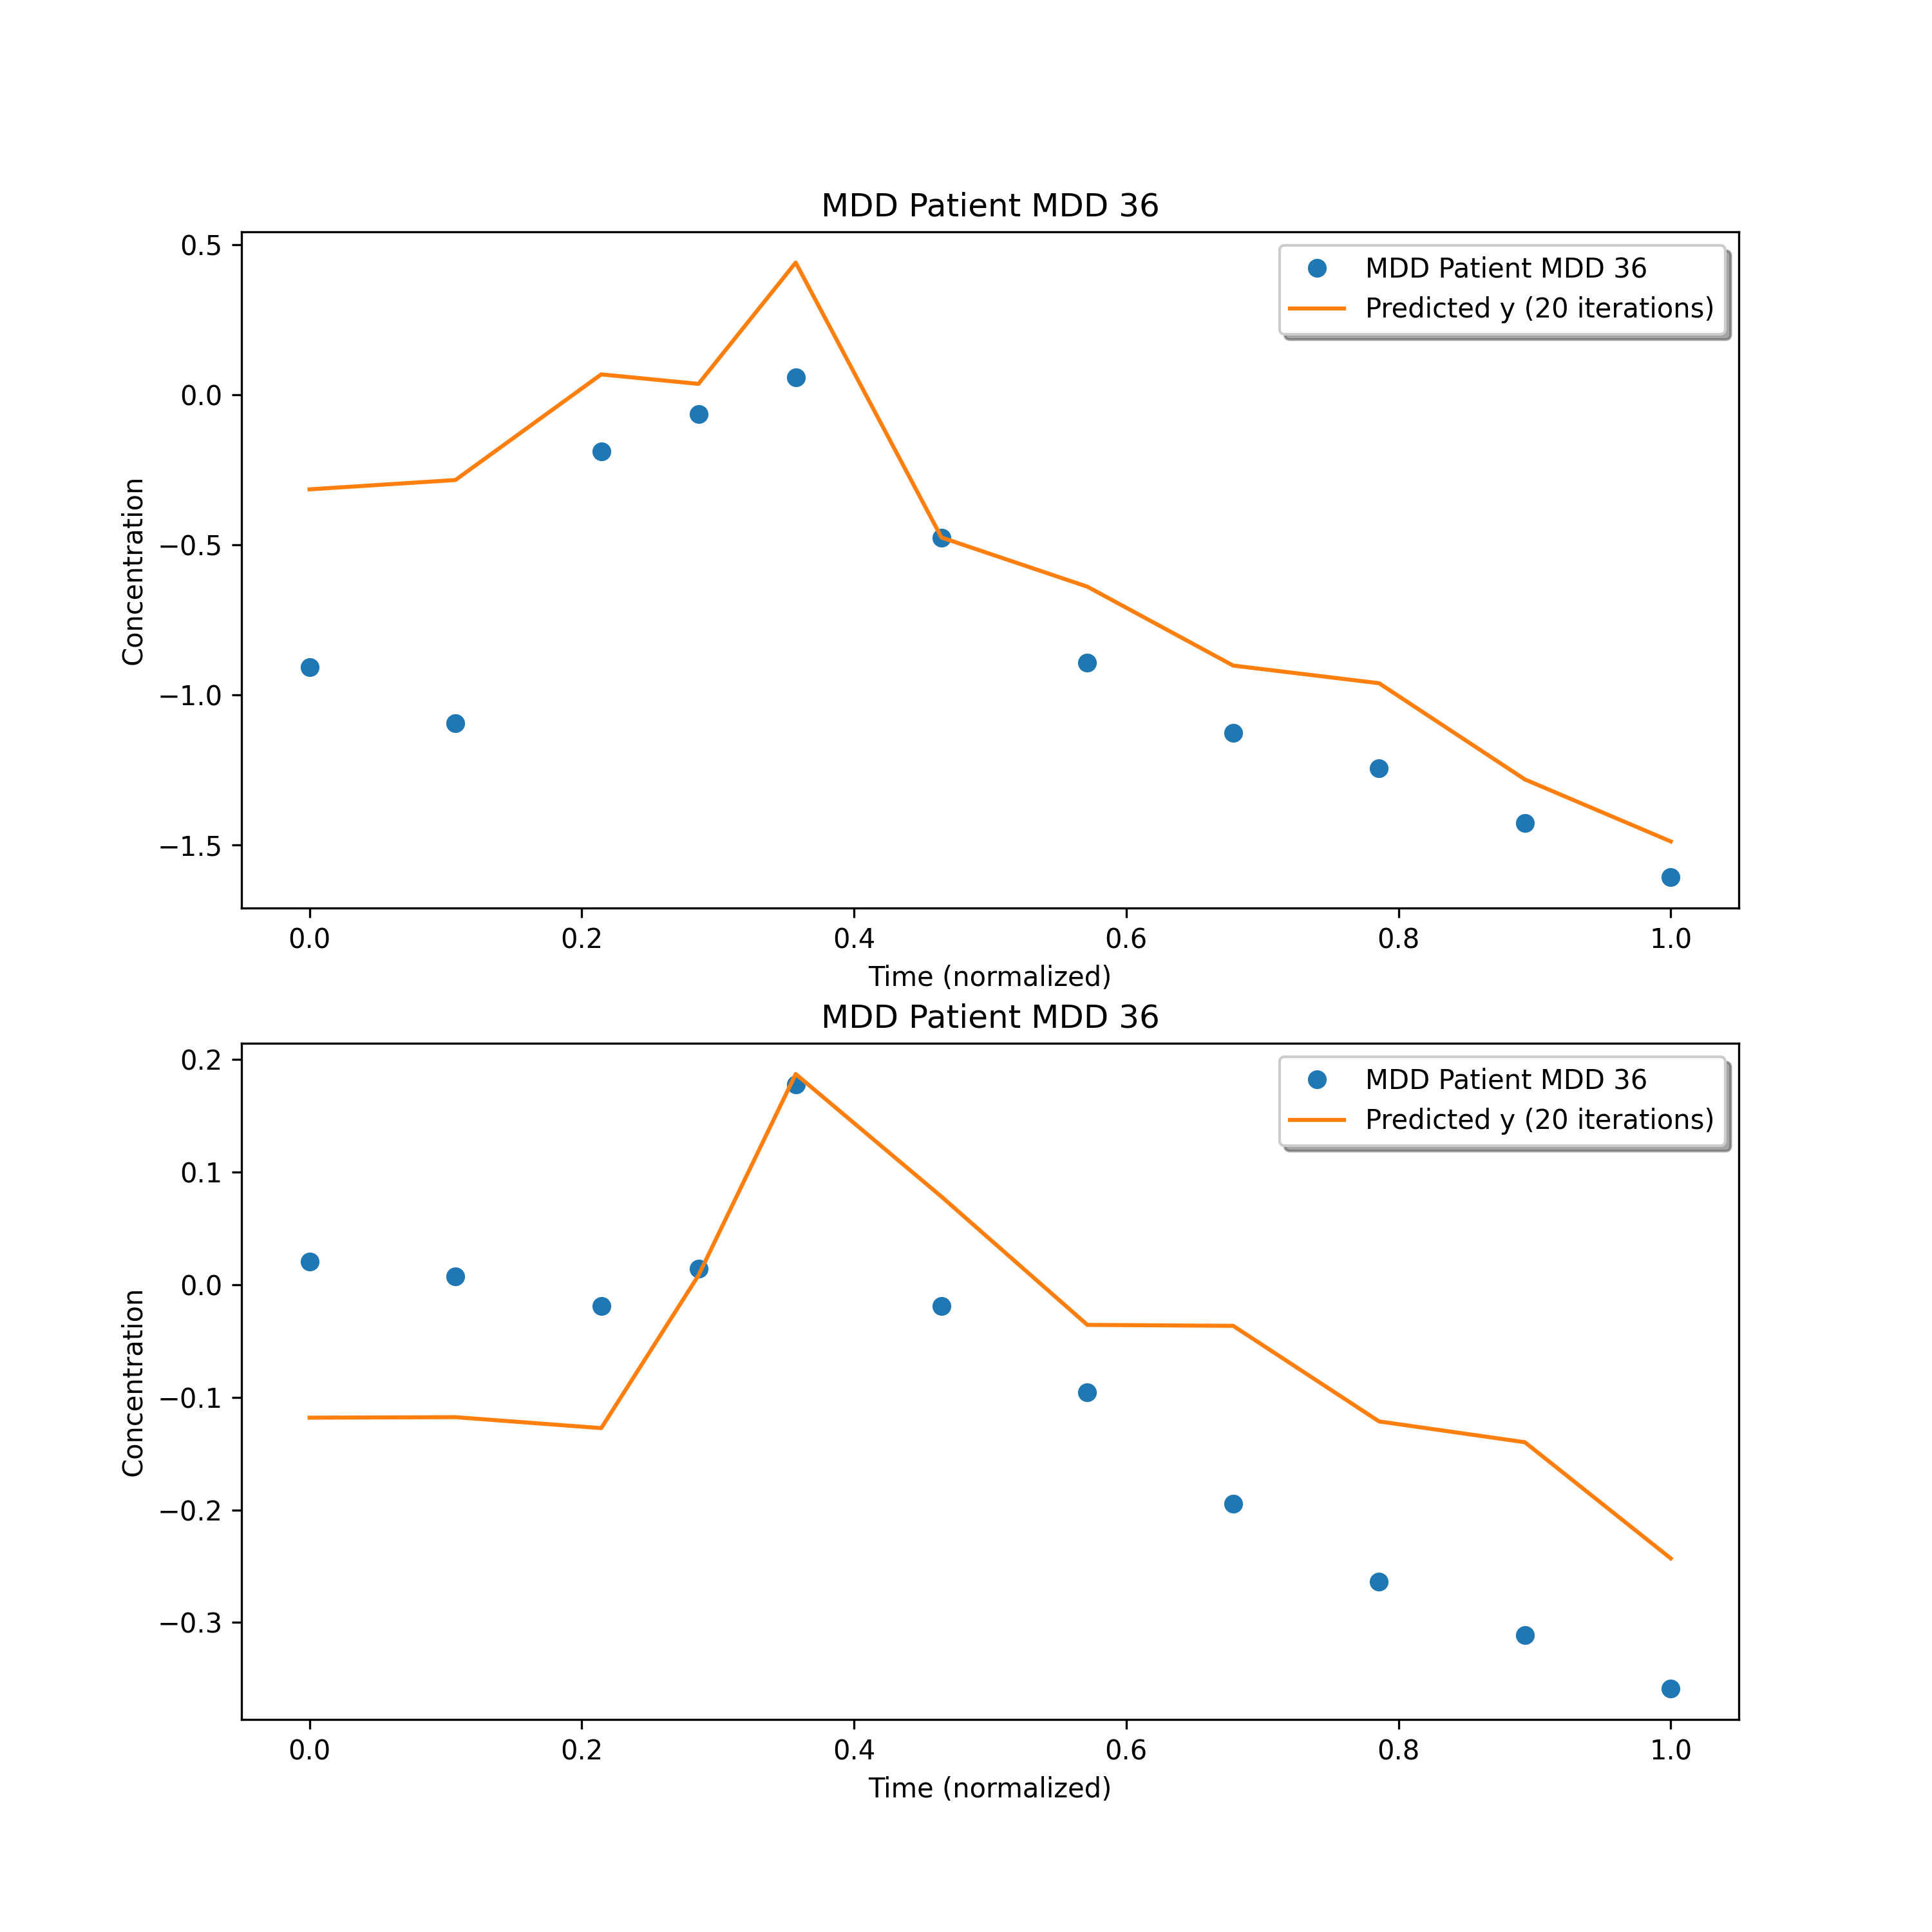 MDD Patient MDD 36
0.5
0.0
−0.5
−1.0
−1.5
Concentration
MDD Patient MDD 36
Predicted y (20 iterations)
0.0 0.2 0.4 0.6 0.8 1.0
Time (normalized)
MDD Patient MDD 36
0.2
0.1
0.0
−0.1
−0.2
−0.3
Concentration
MDD Patient MDD 36
Predicted y (20 iterations)
0.0 0.2 0.4 0.6 0.8 1.0
Time (normalized)